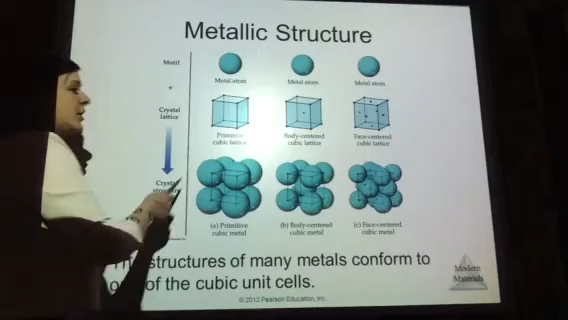 Metallic Structure
Motif
Metal atom
Metal atom
Metal atom
+
Crystal
lattice
Primitive
cubic lattice
Body-centered
cubic lattice
Face-centered
cubic lattice
Crystal
structure
(a) Primitive
cubic metal
(b) Body-centered
cubic metal
(c) Face-centered
cubic metal
structures of many metals conform to
of the cubic unit cells.
Modern
Materials
© 2012 Pearson Education, Inc.